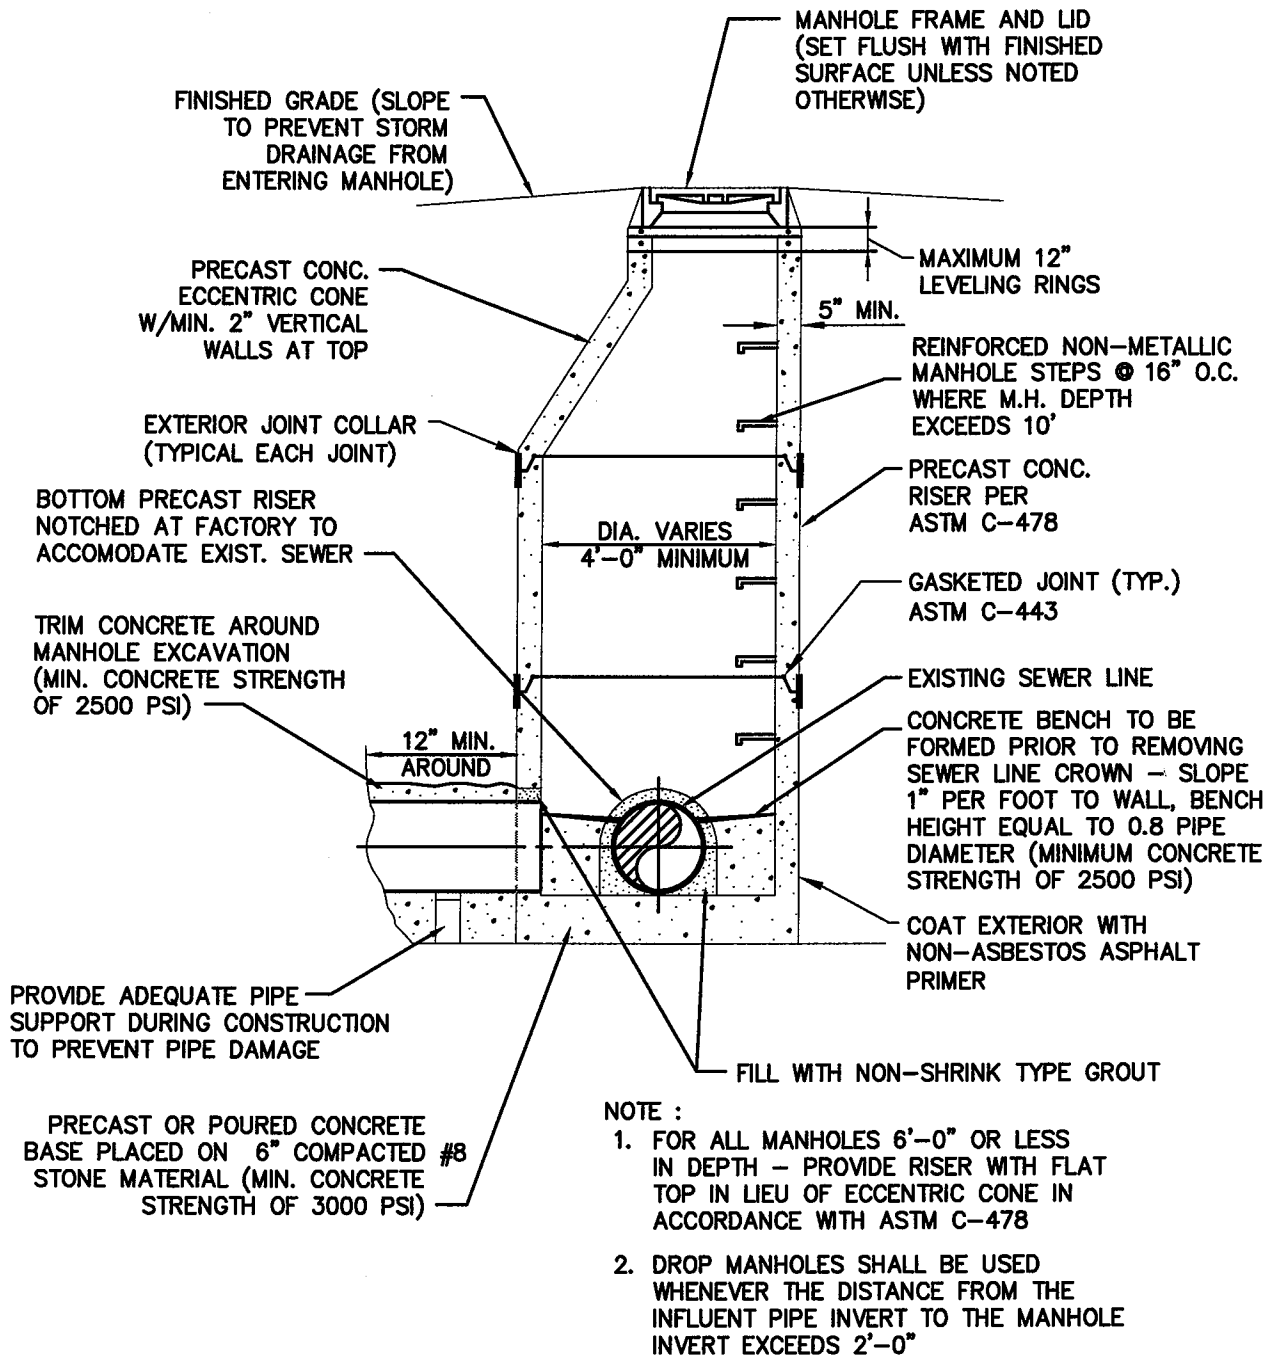 MANHOLE FRAME AND LID
(SET FLUSH WITH FINISHED
SURFACE UNLESS NOTED
OTHERWISE)
FINISHED GRADE (SLOPE
TO PREVENT STORM
DRAINAGE FROM
ENTERING MANHOLE)
MAXIMUM 12"
LEVELING RINGS
PRECAST CONC.
ECCENTRIC CONE
W/MIN. 2" VERTICAL
WALLS AT TOP
5" MIN.
REINFORCED NON-METALLIC
MANHOLE STEPS @ 16" O.C.
WHERE M.H. DEPTH
EXCEEDS 10'
EXTERIOR JOINT COLLAR
(TYPICAL EACH JOINT)
PRECAST CONC.
RISER PER
ASTM C-478
BOTTOM PRECAST RISER
NOTCHED AT FACTORY TO
ACCOMODATE EXIST. SEWER
DIA. VARIES
4'-0" MINIMUM
GASKETED JOINT (TYP.)
ASTM C-443
TRIM CONCRETE AROUND
MANHOLE EXCAVATION
(MIN. CONCRETE STRENGTH
OF 2500 PSI)
EXISTING SEWER LINE
12" MIN.
AROUND
CONCRETE BENCH TO BE
FORMED PRIOR TO REMOVING
SEWER LINE CROWN - SLOPE
1" PER FOOT TO WALL, BENCH
HEIGHT EQUAL TO 0.8 PIPE
DIAMETER (MINIMUM CONCRETE
STRENGTH OF 2500 PSI)
COAT EXTERIOR WITH
NON-ASBESTOS ASPHALT
PRIMER
PROVIDE ADEQUATE PIPE
SUPPORT DURING CONSTRUCTION
TO PREVENT PIPE DAMAGE
FILL WITH NON-SHRINK TYPE GROUT
PRECAST OR POURED CONCRETE
BASE PLACED ON 6" COMPACTED #8
STONE MATERIAL (MIN. CONCRETE
STRENGTH OF 3000 PSI)
NOTE :
1. FOR ALL MANHOLES 6'-0" OR LESS
IN DEPTH - PROVIDE RISER WITH FLAT
TOP IN LIEU OF ECCENTRIC CONE IN
ACCORDANCE WITH ASTM C-478
2. DROP MANHOLES SHALL BE USED
WHENEVER THE DISTANCE FROM THE
INFLUENT PIPE INVERT TO THE MANHOLE
INVERT EXCEEDS 2'-0"